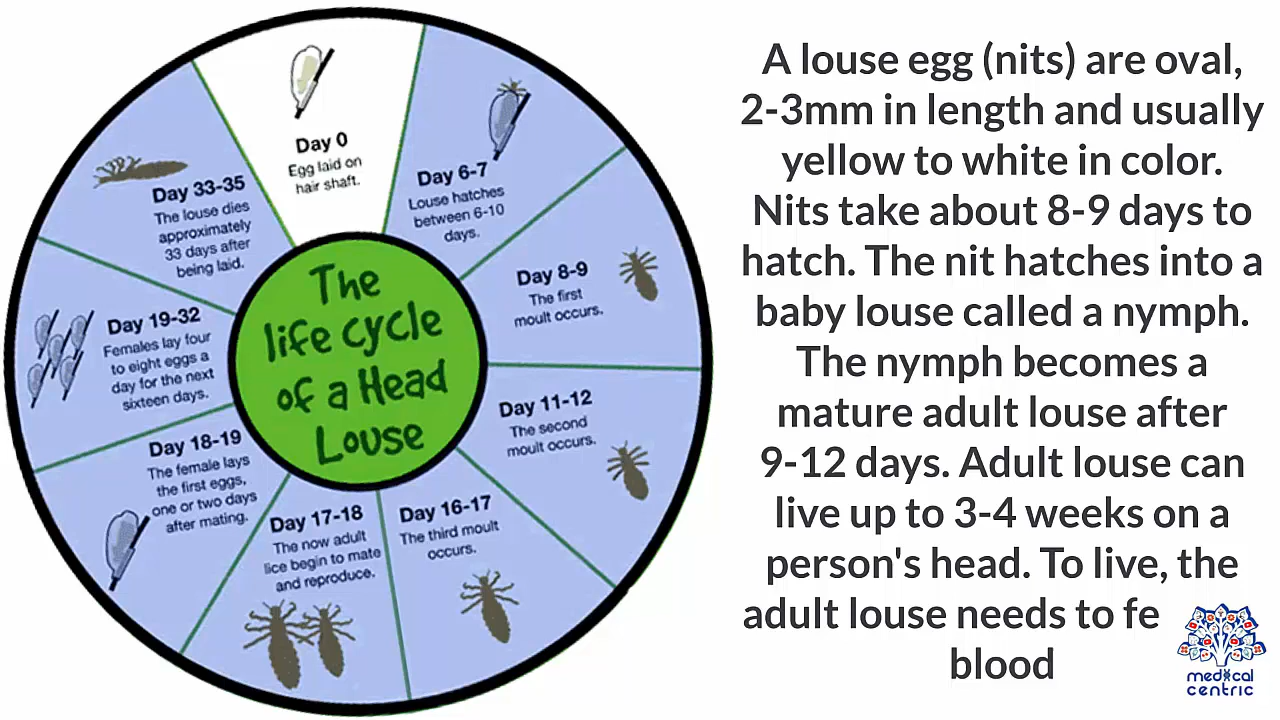 Day 0
Egg laid on
hair shaft.
Day 6-7
Louse hatches
between 6-10
days.
Day 8-9
The first
moult occurs.
Day 11-12
The second
moult occurs.
Day 16-17
The third moult
occurs.
Day 17-18
The now adult
lice begin to mate
and reproduce.
Day 18-19
The female lays
the first eggs,
one or two days
after mating.
Day 19-32
Females lay four
to eight eggs a
day for the next
sixteen days.
Day 33-35
The louse dies
approximately
33 days after
being laid.
The
life cycle
of a Head
Louse
A louse egg (nits) are oval,
2-3mm in length and usually
yellow to white in color.
Nits take about 8-9 days to
hatch. The nit hatches into a
baby louse called a nymph.
The nymph becomes a
mature adult louse after
9-12 days. Adult louse can
live up to 3-4 weeks on a
person's head. To live, the
adult louse needs to fe
blood
medical
centric